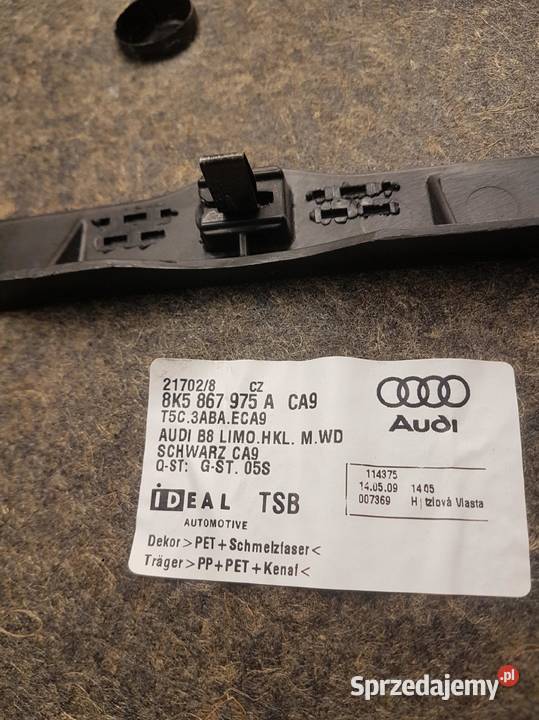 21702/8 CZ
8K5 867 975 A CA9
T5C.3ABA.ECA9
AUDI B8 LIMO.HKL. M.WD
SCHWARZ CA9
Q-ST: G-ST. 05S
iDEAL TSB
AUTOMOTIVE
Dekor>PET+Schmelzfaser<
Träger>PP+PET+Kenaf<
Audi
114375
14.05.09 1405
007369 Vlasta
Sprzedajemy.pl